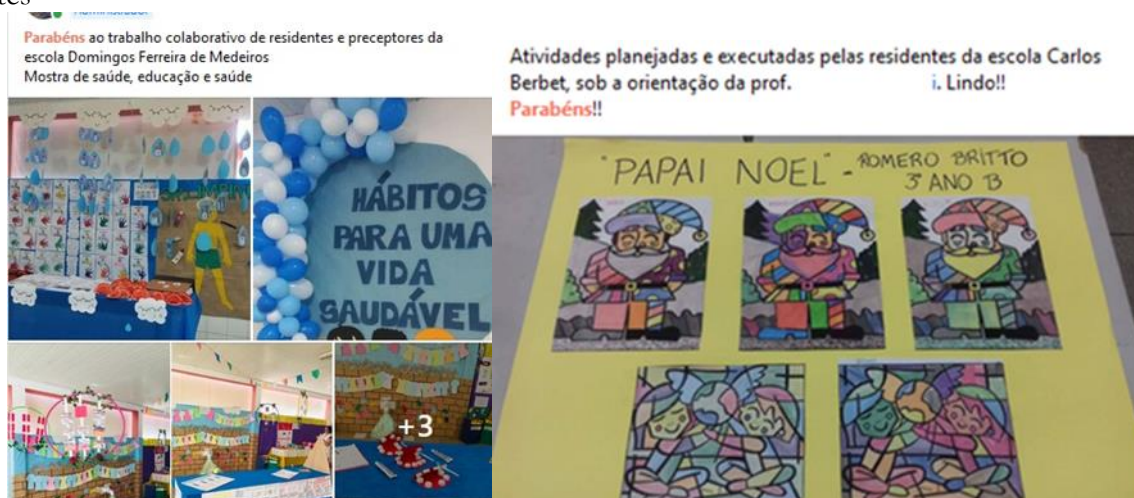 Parabéns ao trabalho colaborativo de residentes e preceptores da
escola Domingos Ferreira de Medeiros
Mostra de saúde, educação e saúde
HÁBITOS
PARA UMA
VIDA
SAUDÁVEL
+3
Atividades planejadas e executadas pelas residentes da escola Carlos
Berbet, sob a orientação da prof. i. Lindo!!
Parabéns!!
"PAPAI NOEL" - ROMERO BRITTO
3º ANO B